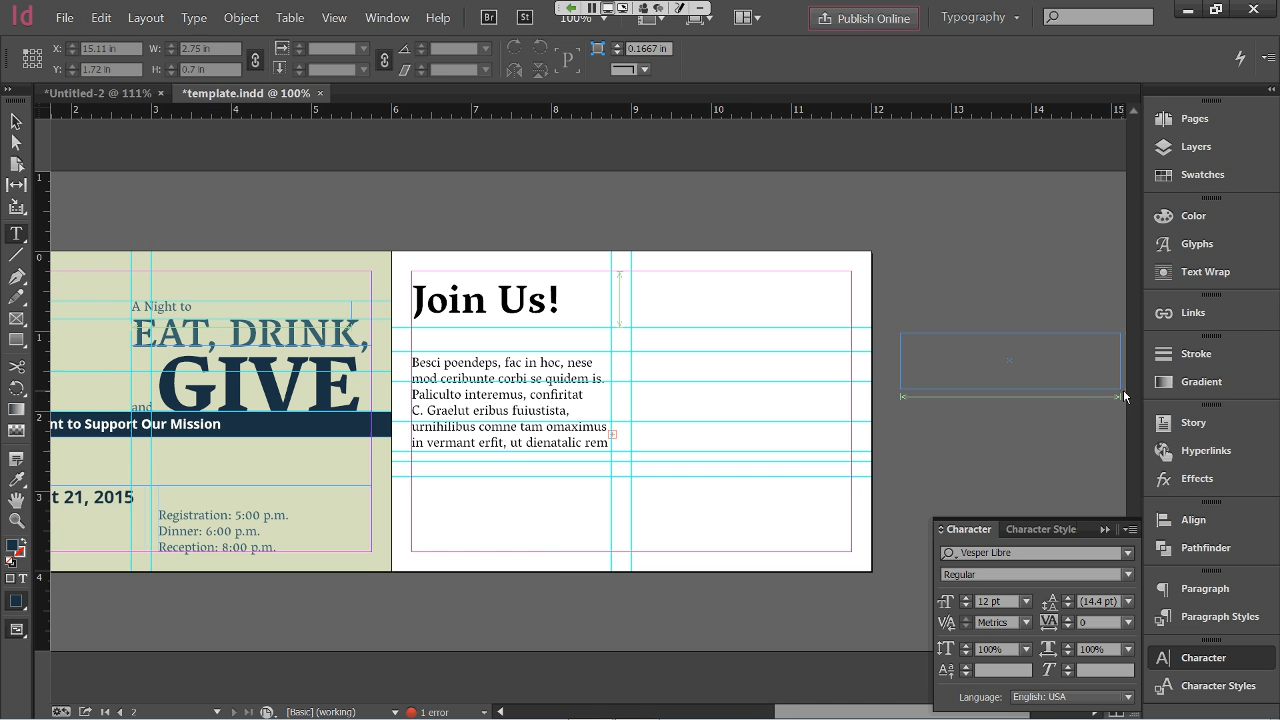 Id File Edit Layout Type Object Table View Window Help Br St 100% Publish Online Typography
X: 15.11 in W: 2.75 in 0.1667 in
Y: 1.72 in H: 0.7 in
*Untitled-2 @ 111% × *template.indd @ 100% ×
2 3 4 5 6 7 8 9 10 11 12 13 14 15
1
0
1
2
3
4
A Night to
EAT, DRINK,
and GIVE
nt to Support Our Mission
t 21, 2015
Registration: 5:00 p.m.
Dinner: 6:00 p.m.
Reception: 8:00 p.m.
Join Us!
Besci poendeps, fac in hoc, nese
mod ceribunte corbi se quidem is.
Paliculto interemus, confiritat
C. Graelut eribus fuiustista,
urnihilibus comne tam omaximus
in vermant erfit, ut dienatalic rem
Pages
Layers
Swatches
Color
Glyphs
Text Wrap
Links
Stroke
Gradient
Story
Hyperlinks
Effects
Align
Pathfinder
Paragraph
Paragraph Styles
Character
Character Styles
Character Character Style
Vesper Libre
Regular
12 pt (14.4 pt)
Metrics 0
100% 100%
Language: English: USA
2 [Basic] (working) 1 error